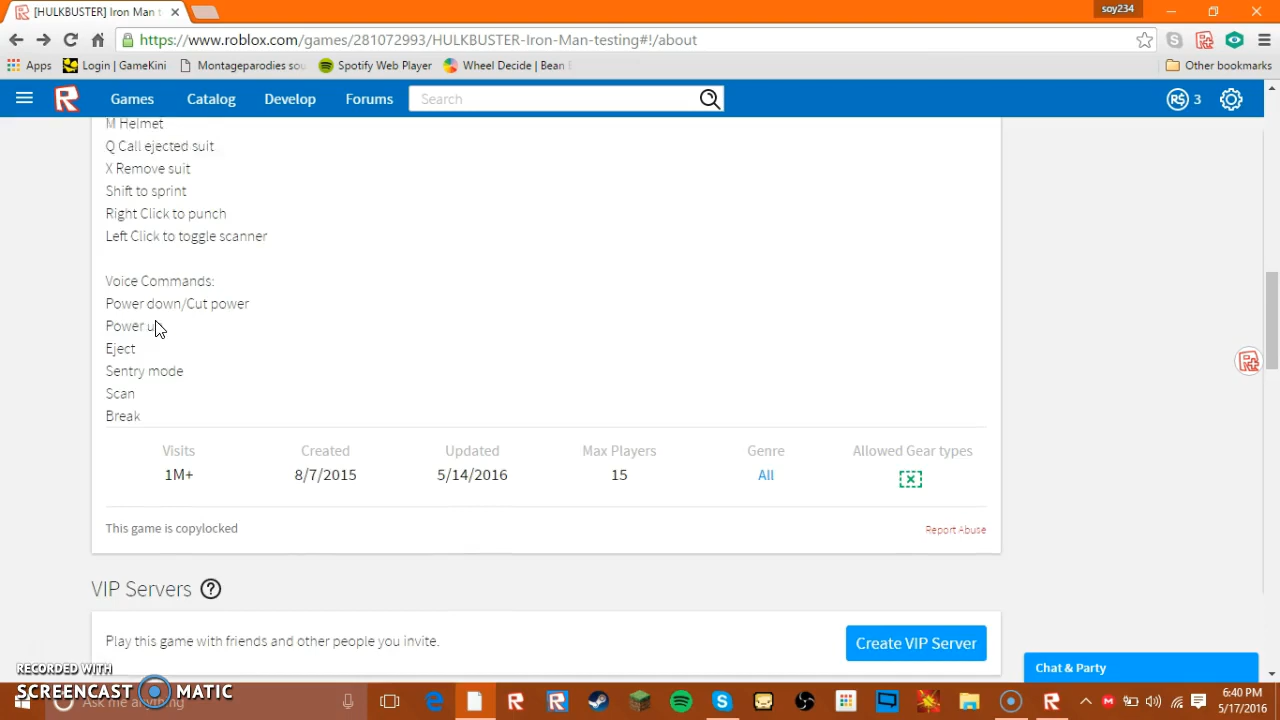 [HULKBUSTER] Iron Man t
soy234
https://www.roblox.com/games/281072993/HULKBUSTER-Iron-Man-testing#!/about
Apps Login | GameKini Montageparodies sou Spotify Web Player Wheel Decide | Bean Other bookmarks
Games Catalog Develop Forums Search R$ 3
M Helmet
Q Call ejected suit
X Remove suit
Shift to sprint
Right Click to punch
Left Click to toggle scanner
Voice Commands:
Power down/Cut power
Power u
Eject
Sentry mode
Scan
Break
Visits Created Updated Max Players Genre Allowed Gear types
1M+ 8/7/2015 5/14/2016 15 All
This game is copylocked Report Abuse
VIP Servers ?
Play this game with friends and other people you invite. Create VIP Server
Chat & Party
RECORDED WITH
SCREENCAST MATIC
Ask me anything
6:40 PM
5/17/2016